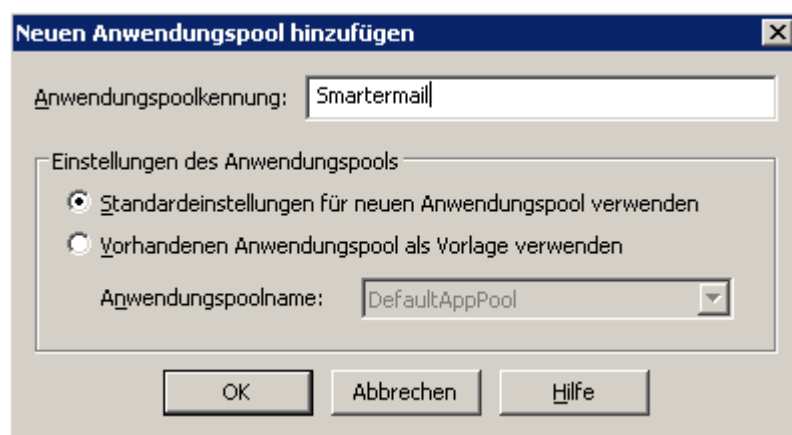 Neuen Anwendungspool hinzufügen
Anwendungspoolkennung: Smartermail
Einstellungen des Anwendungspools
Standardeinstellungen für neuen Anwendungspool verwenden
Vorhandenen Anwendungspool als Vorlage verwenden
Anwendungspoolname: DefaultAppPool
OK Abbrechen Hilfe